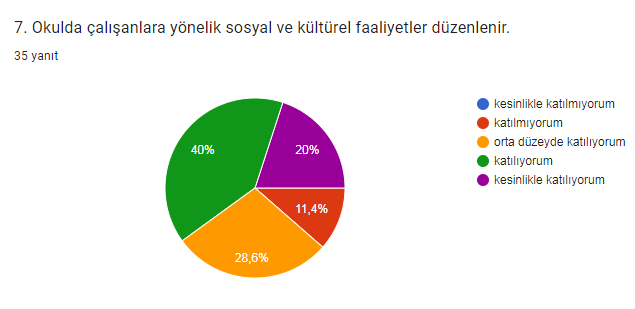 7. Okulda çalışanlara yönelik sosyal ve kültürel faaliyetler düzenlenir.
35 yanıt
kesinlikle katılmıyorum
katılmıyorum
orta düzeyde katılıyorum
katılıyorum
kesinlikle katılıyorum
40%
20%
11,4%
28,6%